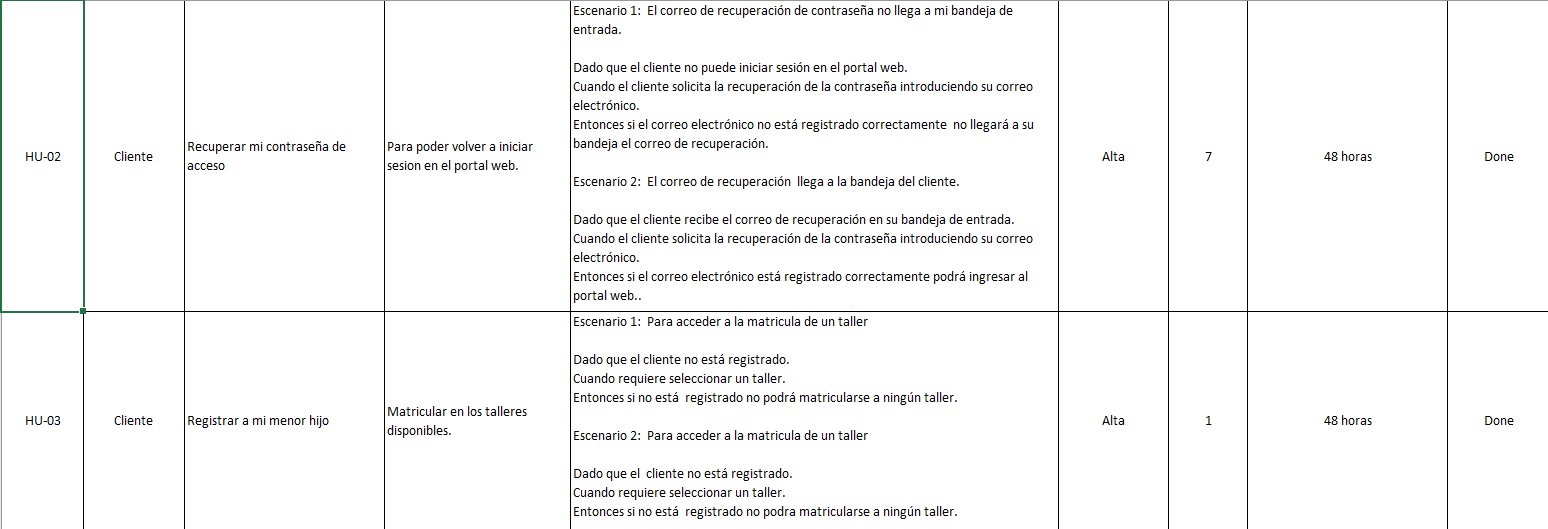 HU-02
Cliente
Recuperar mi contraseña de
acceso
Para poder volver a iniciar
sesion en el portal web.
Escenario 1:  El correo de recuperación de contraseña no llega a mi bandeja de
entrada.
Dado que el cliente no puede iniciar sesión en el portal web.
Cuando el cliente solicita la recuperación de la contraseña introduciendo su correo
electrónico.
Entonces si el correo electrónico no está registrado correctamente  no llegará a su
bandeja el correo de recuperación.
Escenario 2:  El correo de recuperación  llega a la bandeja del cliente.
Dado que el cliente recibe el correo de recuperación en su bandeja de entrada.
Cuando el cliente solicita la recuperación de la contraseña introduciendo su correo
electrónico.
Entonces si el correo electrónico está registrado correctamente podrá ingresar al
portal web..
Alta
7
48 horas
Done
HU-03
Cliente
Registrar a mi menor hijo
Matricular en los talleres
disponibles.
Escenario 1:  Para acceder a la matricula de un taller
Dado que el cliente no está registrado.
Cuando requiere seleccionar un taller.
Entonces si no está  registrado no podrá matricularse a ningún taller.
Escenario 2:  Para acceder a la matricula de un taller
Dado que el  cliente no está registrado.
Cuando requiere seleccionar un taller.
Entonces si no está  registrado no podra matricularse a ningún taller.
Alta
1
48 horas
Done